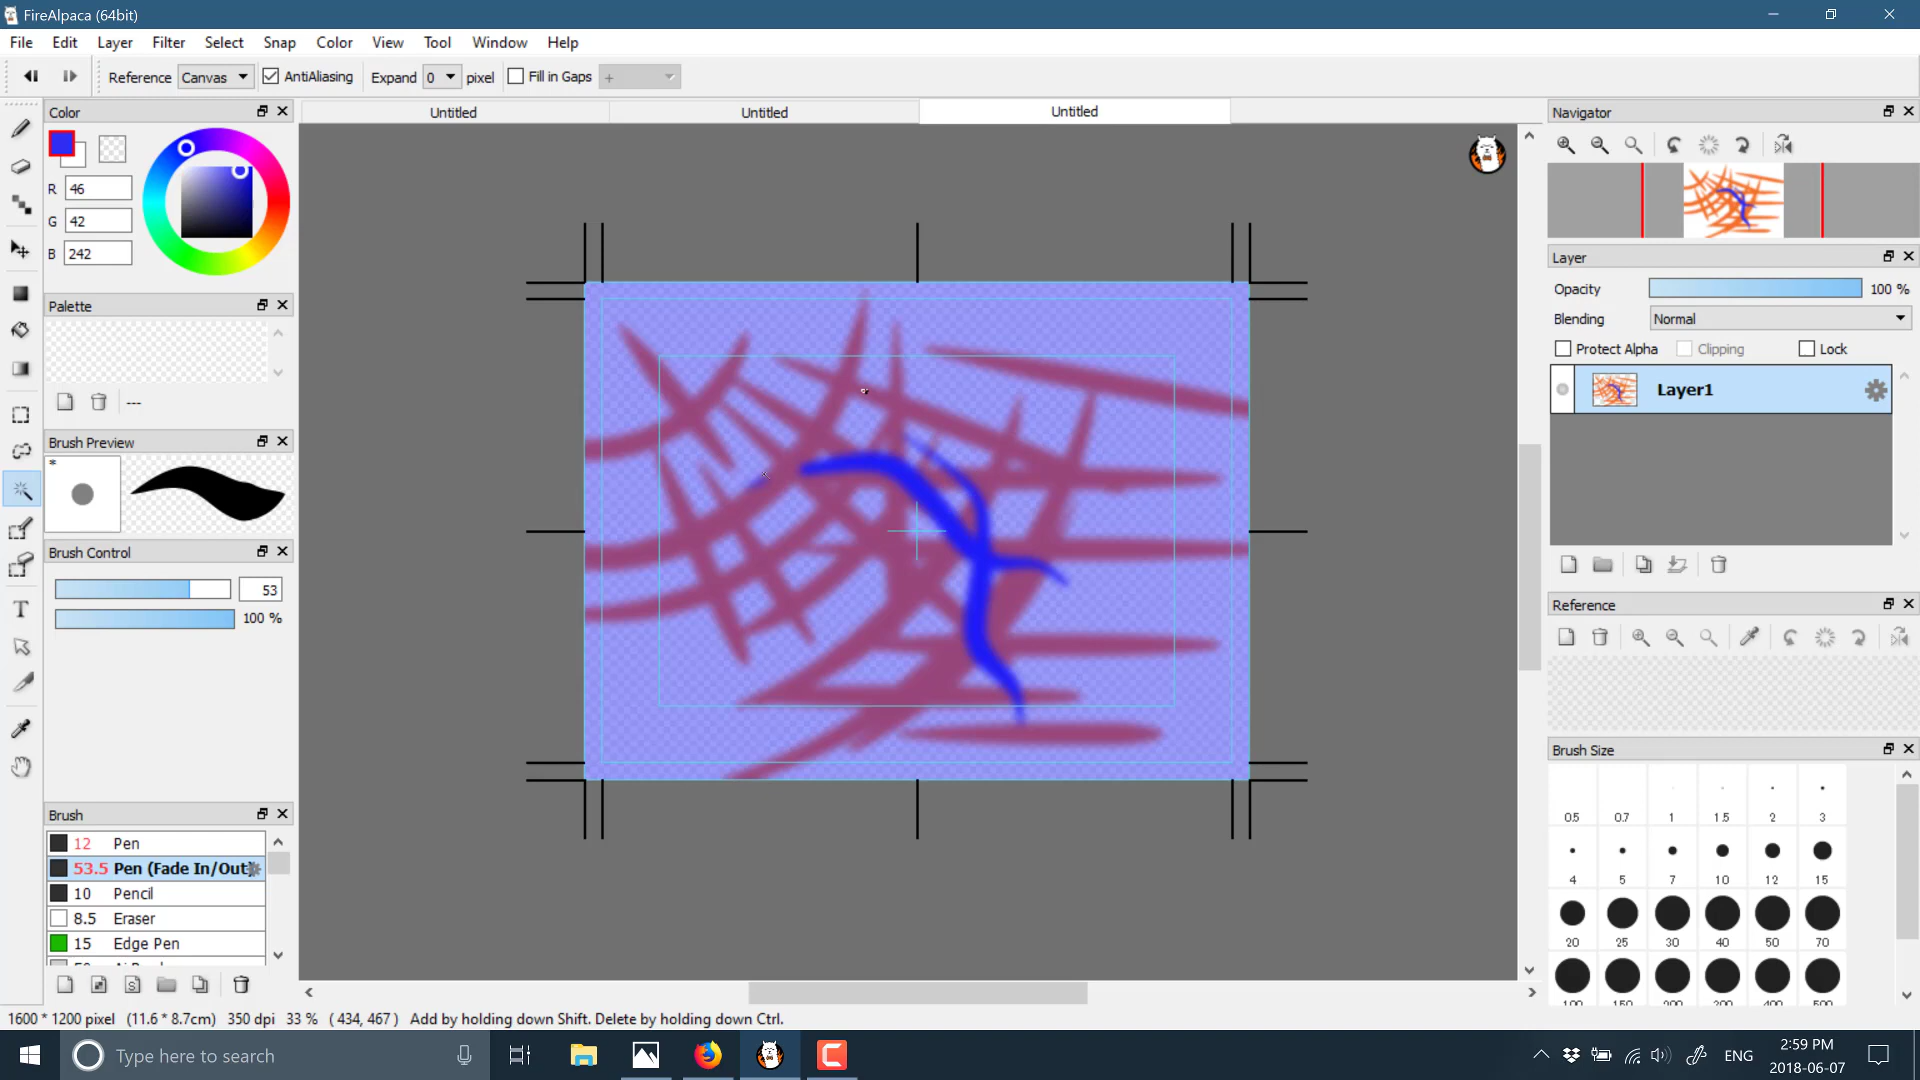 FireAlpaca (64bit)
File Edit Layer Filter Select Snap Color View Tool Window Help
Reference Canvas AntiAliasing Expand 0 pixel Fill in Gaps +
Color
Untitled Untitled Untitled
Navigator
R 46
G 42
B 242
Layer
Opacity 100 %
Palette
Blending Normal
Protect Alpha Clipping Lock
Layer1
---
Brush Preview
*
Brush Control
53
100 %
T
Reference
Brush Size
0.5 0.7 1 1.5 2 3
Brush
12 Pen
53.5 Pen (Fade In/Out)
10 Pencil
8.5 Eraser
15 Edge Pen
4 5 7 10 12 15
20 25 30 40 50 70
100 150 200 300 400 500
S
1600 * 1200 pixel (11.6 * 8.7cm) 350 dpi 33 % ( 434, 467 ) Add by holding down Shift. Delete by holding down Ctrl.
Type here to search
C
ENG
2:59 PM
2018-06-07